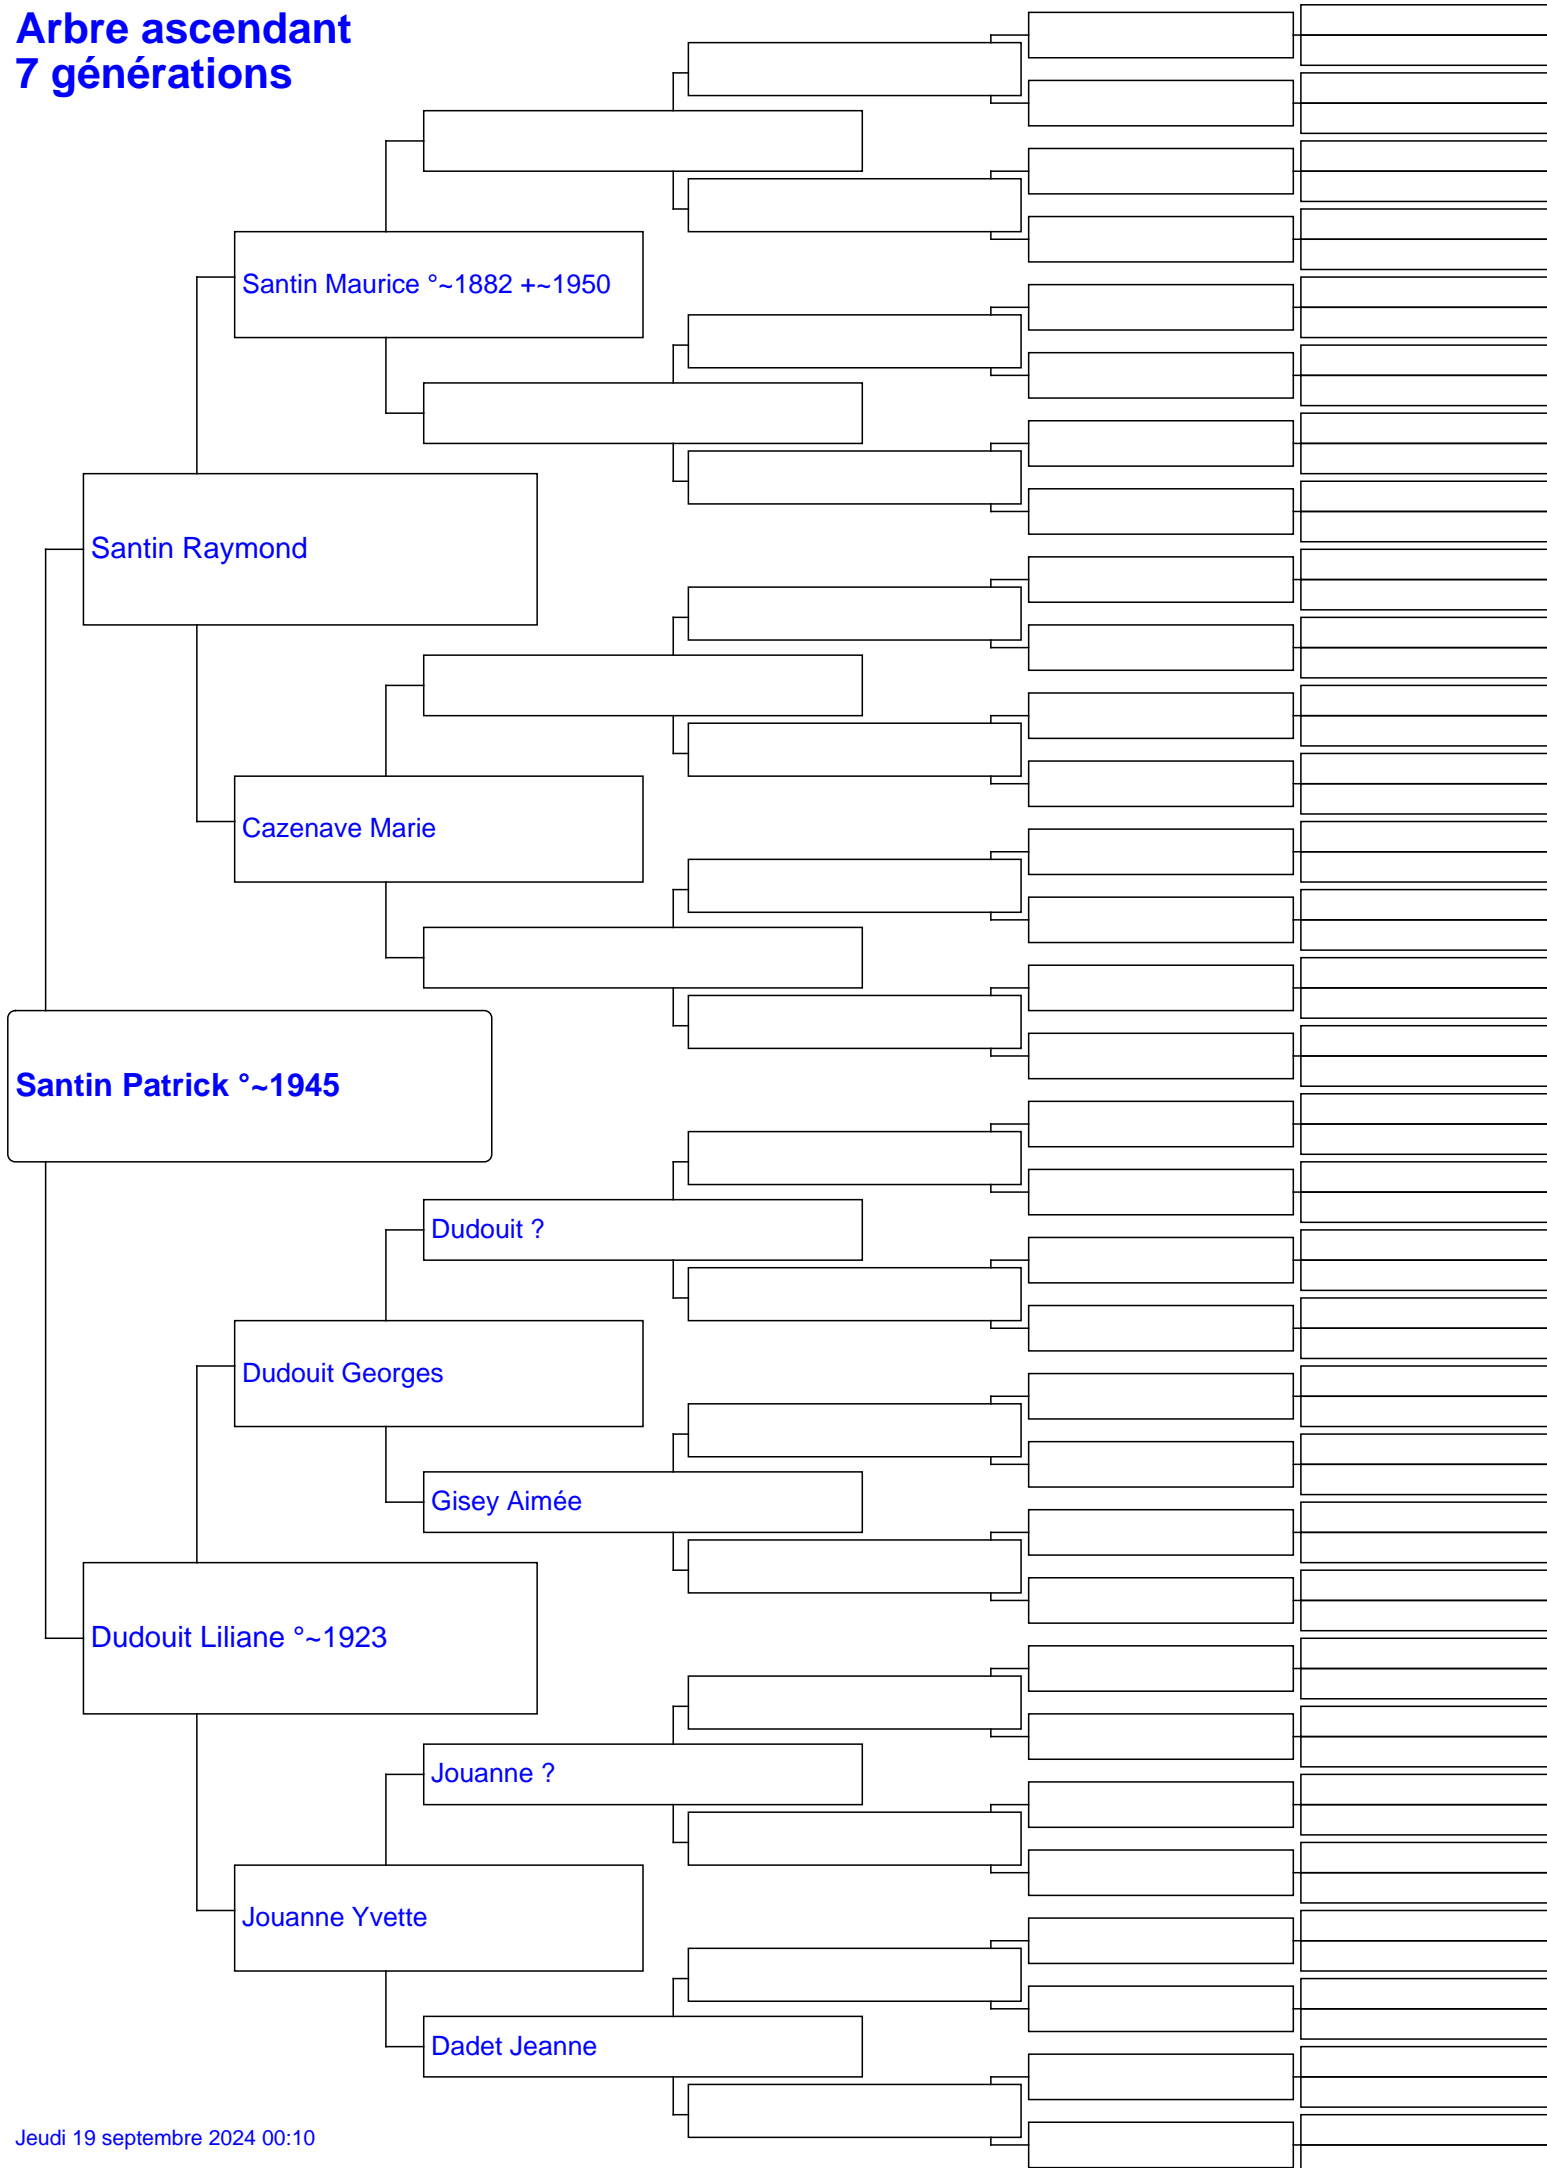 Arbre ascendant
7 générations
Santin Maurice °~1882 +~1950
Santin Raymond
Cazenave Marie
Santin Patrick °~1945
Dudouit ?
Dudouit Georges
Gisey Aimée
Dudouit Liliane °~1923
Jouanne ?
Jouanne Yvette
Dadet Jeanne
Jeudi 19 septembre 2024 00:10